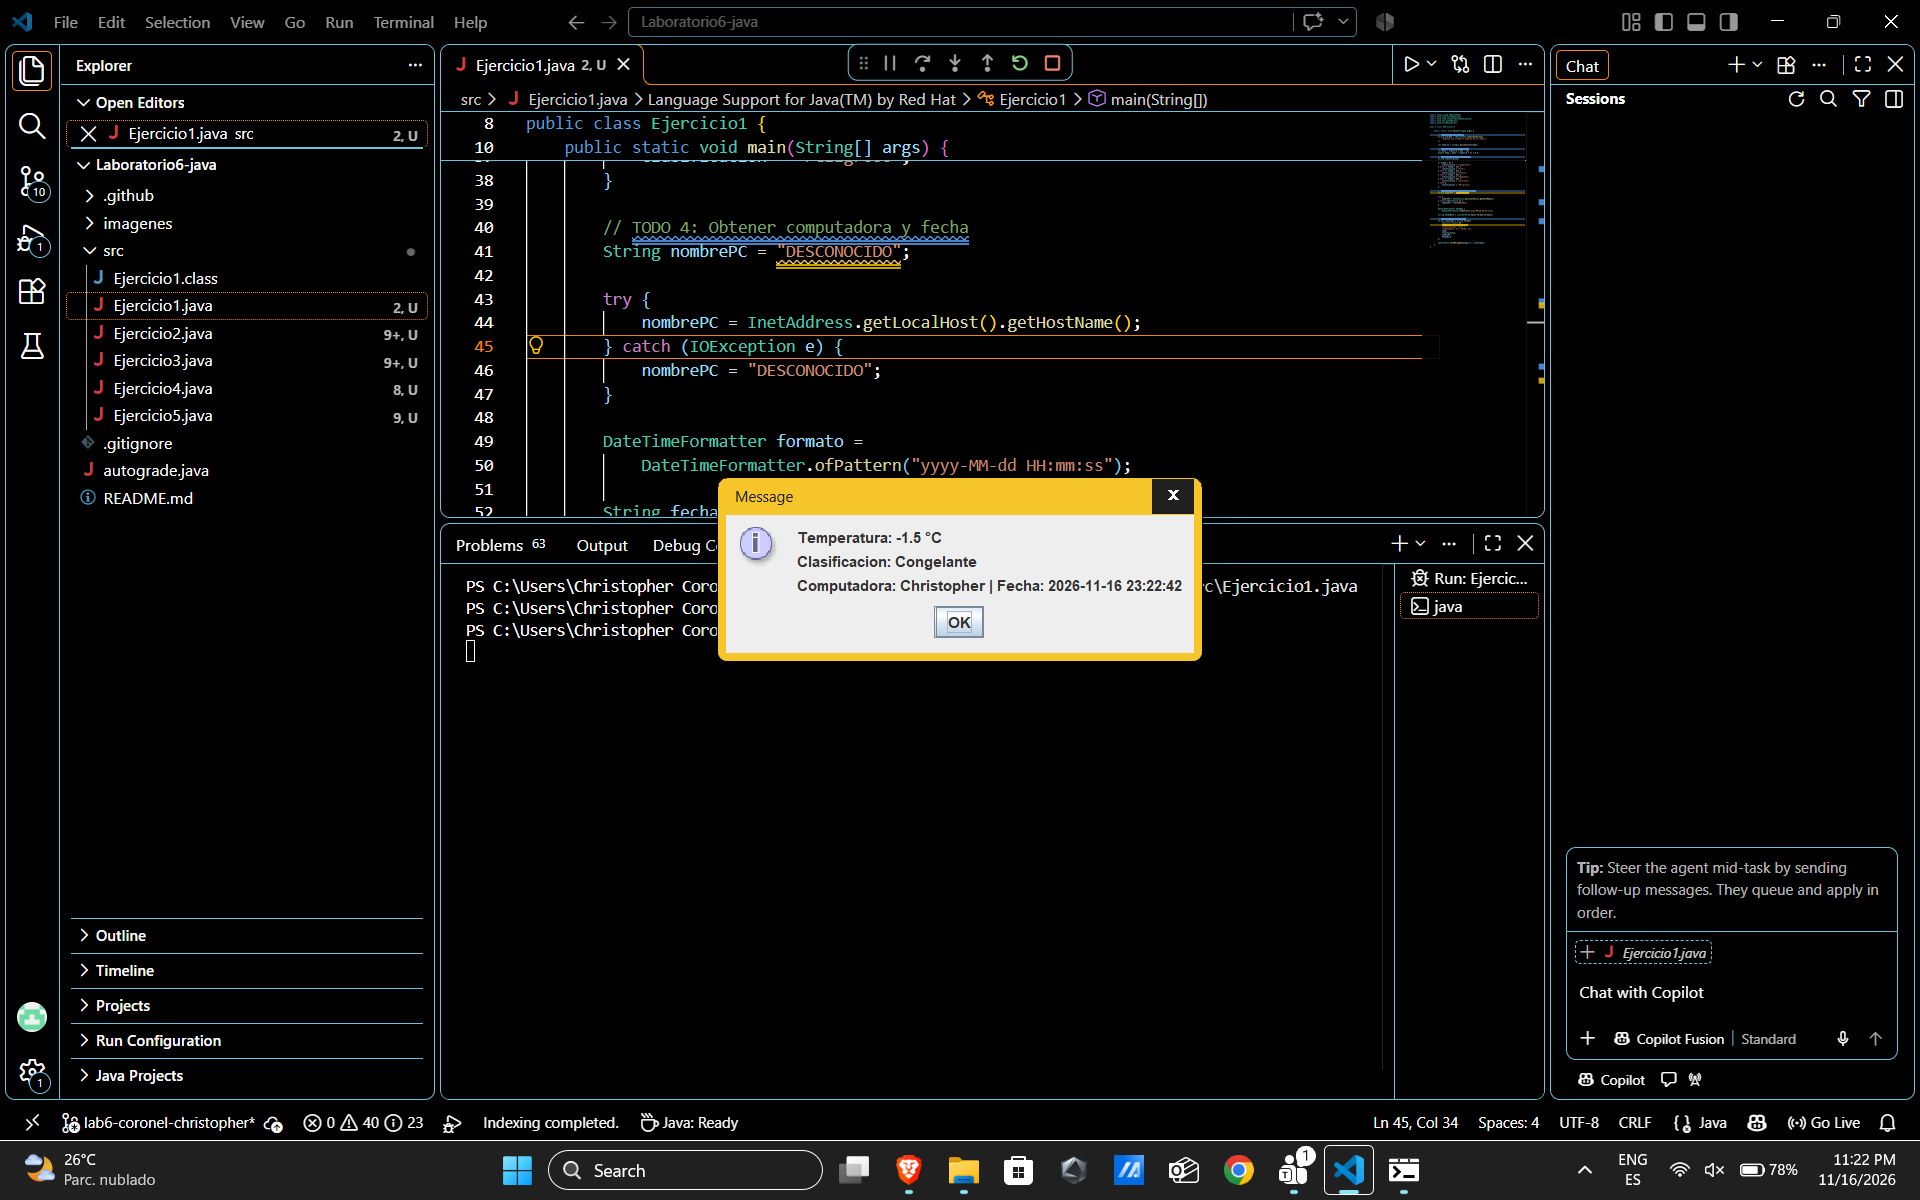 File Edit Selection View Go Run Terminal Help
Laboratorio6-java
Explorer
Open Editors
Ejercicio1.java src 2, U
Laboratorio6-java
.github
imagenes
src
Ejercicio1.class
Ejercicio1.java 2, U
Ejercicio2.java 9+, U
Ejercicio3.java 9+, U
Ejercicio4.java 8, U
Ejercicio5.java 9, U
.gitignore
autograde.java
README.md
Outline
Timeline
Projects
Run Configuration
Java Projects
10
1
1
Ejercicio1.java 2, U
src > Ejercicio1.java > Language Support for Java(TM) by Red Hat > Ejercicio1 > main(String[])
8 public class Ejercicio1 {
10 public static void main(String[] args) {
38 }
39
40 // TODO 4: Obtener computadora y fecha
41 String nombrePC = "DESCONOCIDO";
42
43 try {
44 nombrePC = InetAddress.getLocalHost().getHostName();
45 } catch (IOException e) {
46 nombrePC = "DESCONOCIDO";
47 }
48
49 DateTimeFormatter formato =
50 DateTimeFormatter.ofPattern("yyyy-MM-dd HH:mm:ss");
51
52 String fecha
Message
Temperatura: -1.5 °C
Clasificacion: Congelante
Computadora: Christopher | Fecha: 2026-11-16 23:22:42
OK
Problems 63 Output Debug C
PS C:\Users\Christopher Coro
c\Ejercicio1.java
PS C:\Users\Christopher Coro
PS C:\Users\Christopher Coro
Run: Ejercic...
java
Chat
Sessions
Tip: Steer the agent mid-task by sending
follow-up messages. They queue and apply in
order.
Ejercicio1.java
Chat with Copilot
Copilot Fusion | Standard
Copilot
lab6-coronel-christopher* 0 40 23 Indexing completed. Java: Ready
Ln 45, Col 34 Spaces: 4 UTF-8 CRLF Java Go Live
26°C
Parc. nublado
Search
1
ENG
ES
78%
11:22 PM
11/16/2026